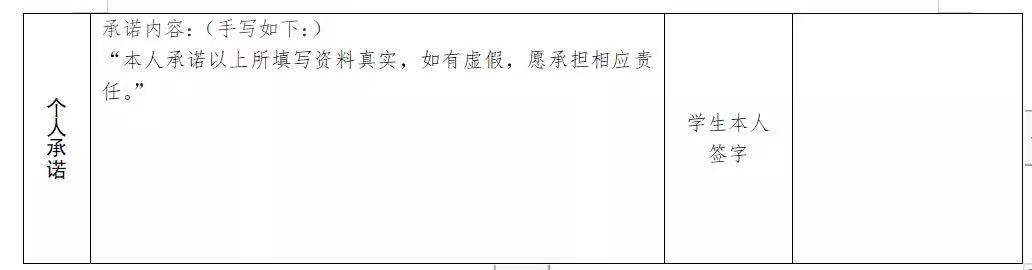 承诺内容：（手写如下：）
“本人承诺以上所填写资料真实，如有虚假，愿承担相应责
任。”
个人承诺
学生本人
签字